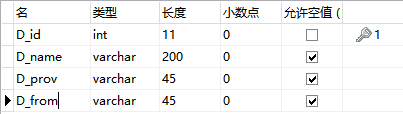 名 类型 长度 小数点 允许空值 (
D_id int 11 0 1
D_name varchar 200 0
D_prov varchar 45 0
D_from varchar 45 0